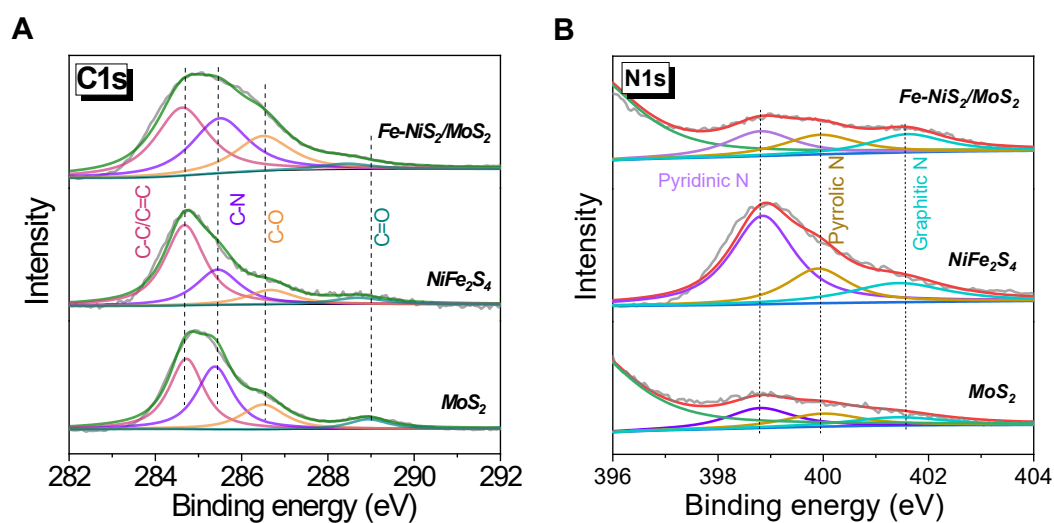 A
C1s
Fe-NiS₂/MoS₂
C-C/C=C
C-N
C-O
C=O
NiFe₂S₄
MoS₂
Intensity
282 284 286 288 290 292
Binding energy (eV)
B
N1s
Fe-NiS₂/MoS₂
Pyridinic N
Pyrrolic N
Graphitic N
NiFe₂S₄
MoS₂
Intensity
396 398 400 402 404
Binding energy (eV)